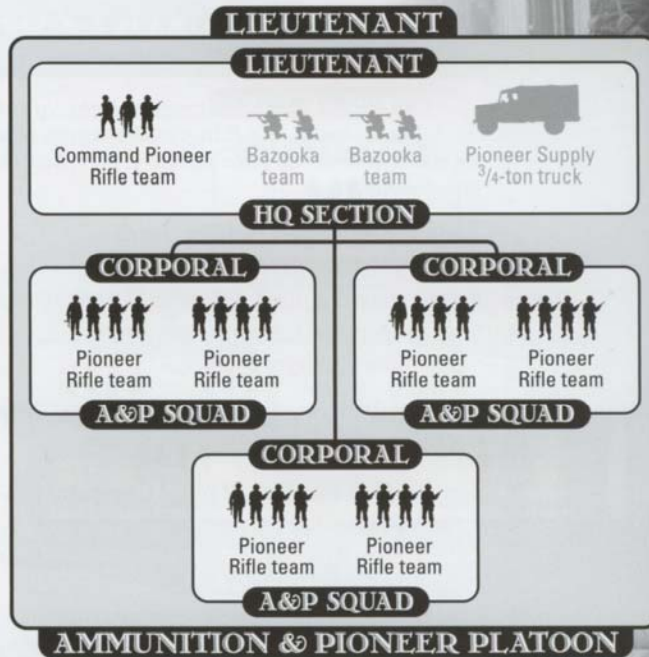 LIEUTENANT
LIEUTENANT
Command Pioneer
Rifle team
Bazooka
team
Bazooka
team
Pioneer Supply
3/4-ton truck
HQ SECTION
CORPORAL
Pioneer
Rifle team
Pioneer
Rifle team
A&P SQUAD
CORPORAL
Pioneer
Rifle team
Pioneer
Rifle team
A&P SQUAD
CORPORAL
Pioneer
Rifle team
Pioneer
Rifle team
A&P SQUAD
AMMUNITION & PIONEER PLATOON